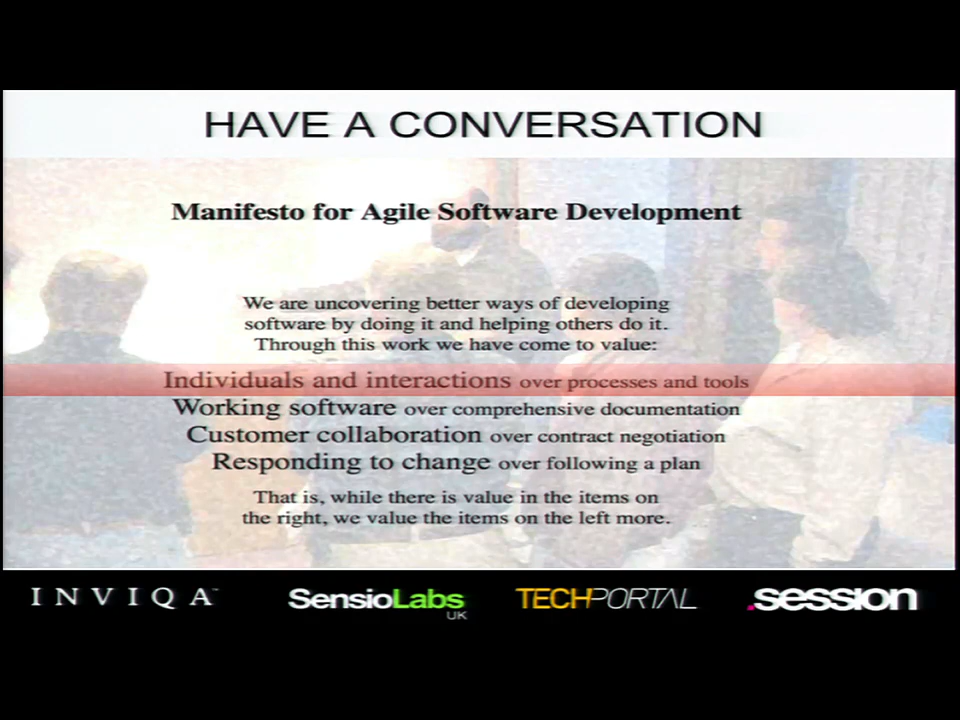 HAVE A CONVERSATION
Manifesto for Agile Software Development
We are uncovering better ways of developing
software by doing it and helping others do it.
Through this work we have come to value:
Individuals and interactions over processes and tools
Working software over comprehensive documentation
Customer collaboration over contract negotiation
Responding to change over following a plan
That is, while there is value in the items on
the right, we value the items on the left more.
INVIQA™
SensioLabs
UK
TECHPORTAL
.session